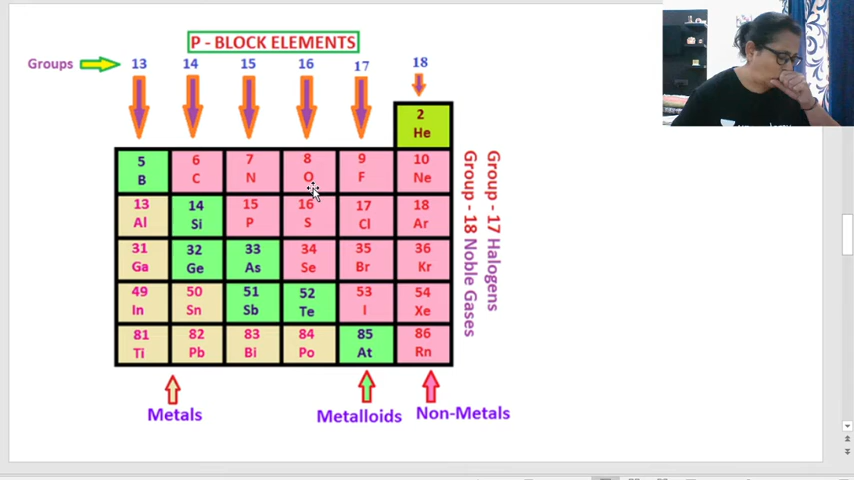 P - BLOCK ELEMENTS
Groups 13 14 15 16 17 18
2
He
5 6 7 8 9 10
B C N O F Ne
13 14 15 16 17 18
Al Si P S Cl Ar
31 32 33 34 35 36
Ga Ge As Se Br Kr
49 50 51 52 53 54
In Sn Sb Te I Xe
81 82 83 84 85 86
Ti Pb Bi Po At Rn
Group - 18 Noble Gases
Group - 17 Halogens
Metals
Metalloids
Non-Metals